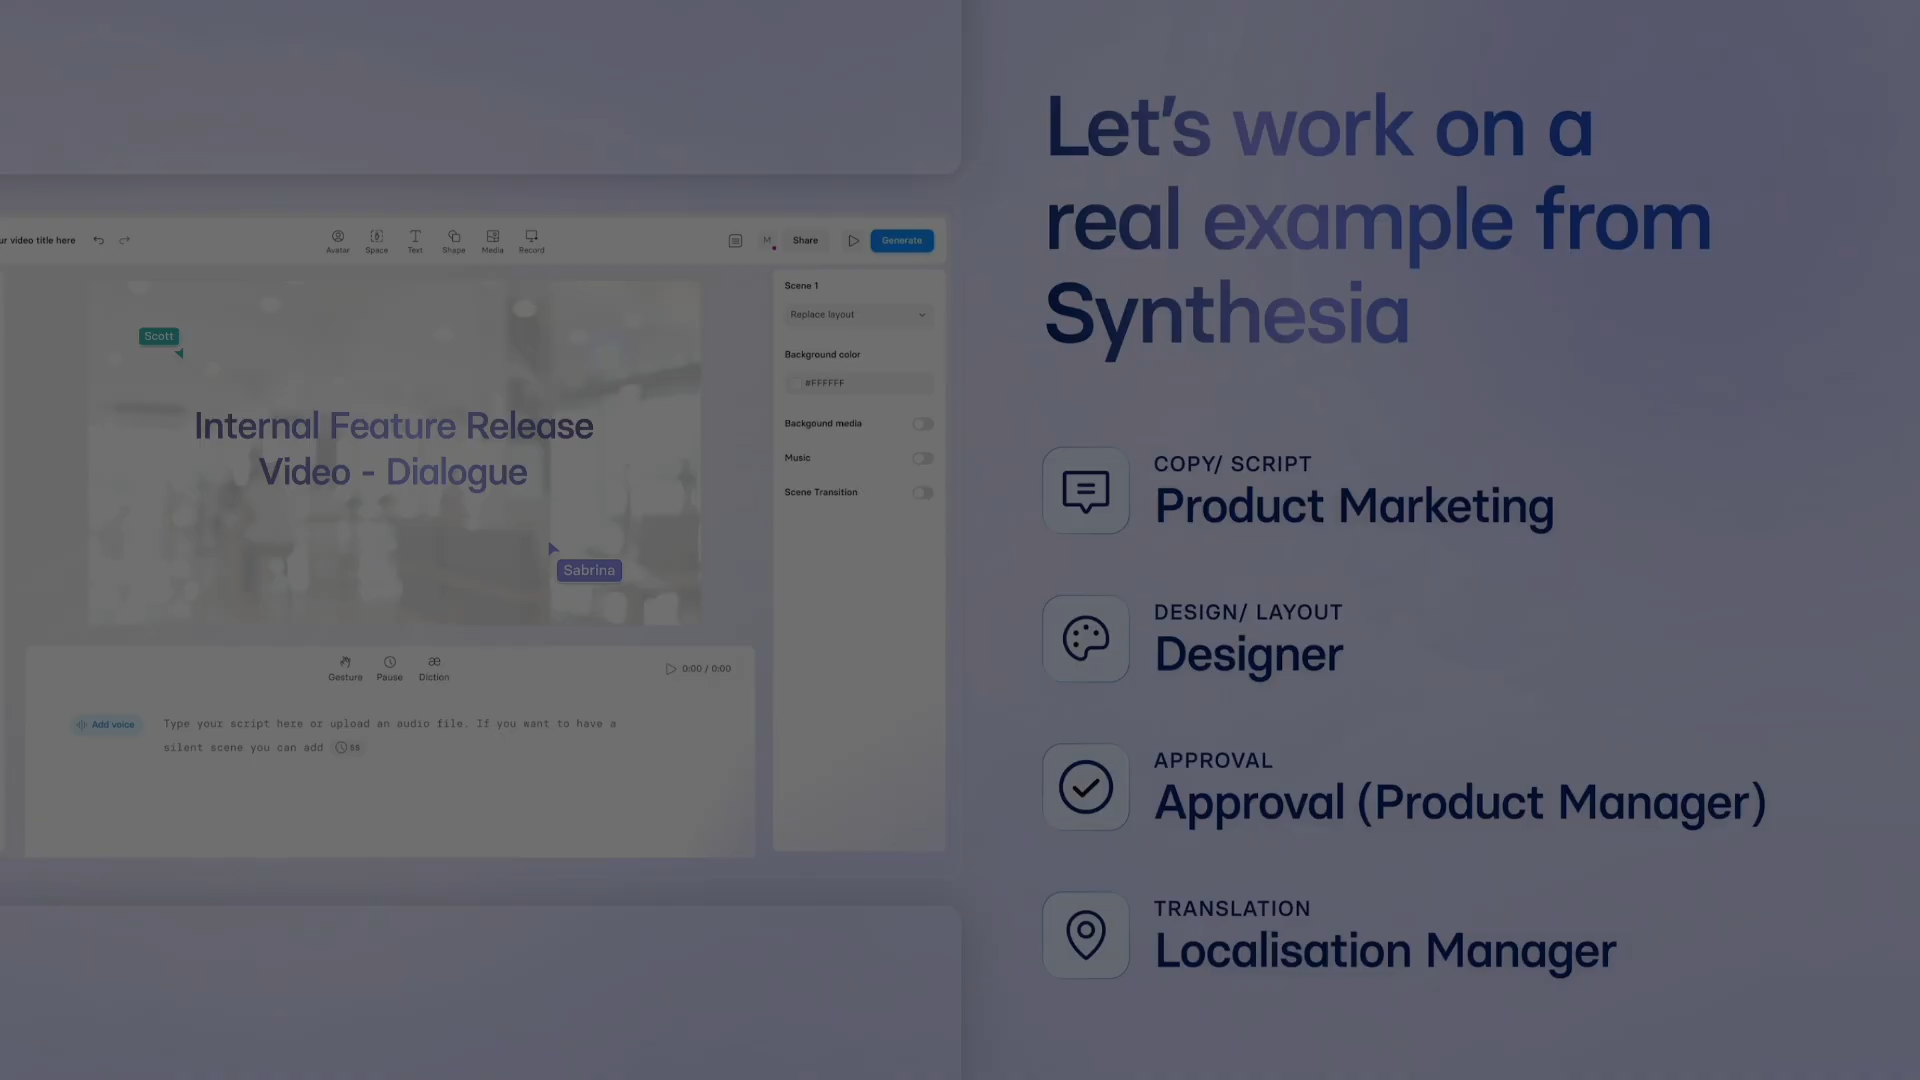 ur video title here
Avatar
Space
Text
Shape
Media
Record
M
Share
Generate
Scott
Internal Feature Release
Video - Dialogue
Sabrina
Scene 1
Replace layout
Background color
#FFFFFF
Backgound media
Music
Scene Transition
Gesture
Pause
æ
Diction
0:00 / 0:00
Add voice
Type your script here or upload an audio file. If you want to have a
silent scene you can add
Let’s work on a
real example from
Synthesia
COPY/ SCRIPT
Product Marketing
DESIGN/ LAYOUT
Designer
APPROVAL
Approval (Product Manager)
TRANSLATION
Localisation Manager